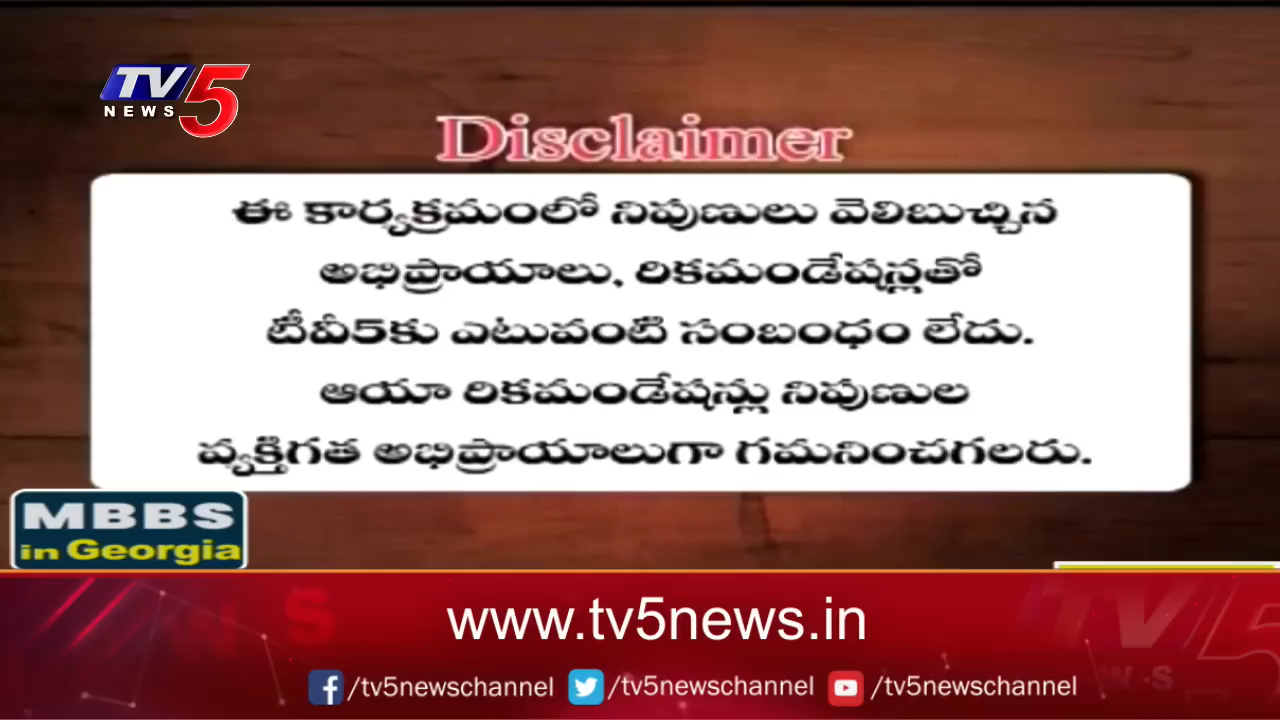 TV5
NEWS
Disclaimer
ఈ కార్యక్రమంలో నిపుణులు వెలిబుచ్చిన
అభిప్రాయాలు, రికమండేషన్లతో
టీవీ5కు ఎటువంటి సంబంధం లేదు.
ఆయా రికమండేషన్లు నిపుణుల
వ్యక్తిగత అభిప్రాయాలుగా గమనించగలరు.
MBBS
in Georgia
www.tv5news.in
/tv5newschannel /tv5newschannel /tv5newschannel